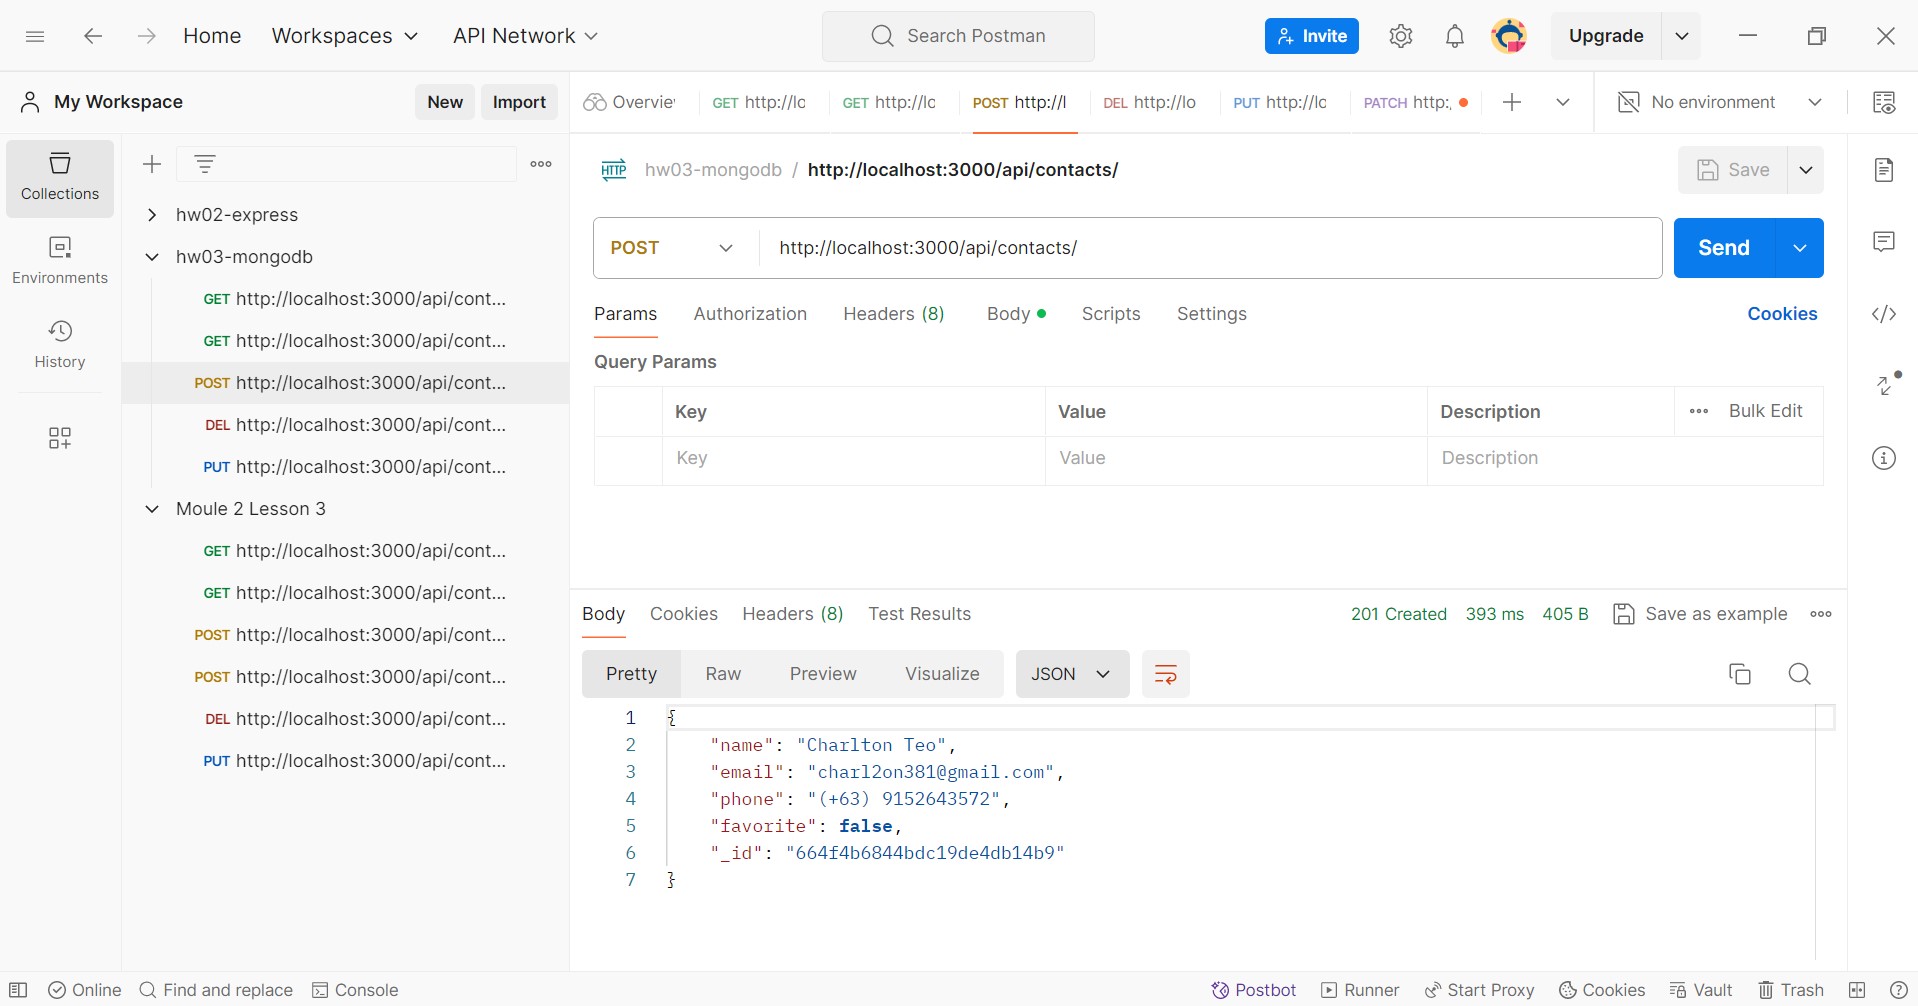 Home Workspaces API Network Search Postman Invite Upgrade
My Workspace New Import
Overvie GET http://lo GET http://lo POST http://l DEL http://lo PUT http://lo PATCH http:, No environment
Collections
Environments
History
hw02-express
hw03-mongodb
GET http://localhost:3000/api/cont...
GET http://localhost:3000/api/cont...
POST http://localhost:3000/api/cont...
DEL http://localhost:3000/api/cont...
PUT http://localhost:3000/api/cont...
Moule 2 Lesson 3
GET http://localhost:3000/api/cont...
GET http://localhost:3000/api/cont...
POST http://localhost:3000/api/cont...
POST http://localhost:3000/api/cont...
DEL http://localhost:3000/api/cont...
PUT http://localhost:3000/api/cont...
HTTP hw03-mongodb / http://localhost:3000/api/contacts/ Save
POST http://localhost:3000/api/contacts/ Send
Params Authorization Headers (8) Body Scripts Settings Cookies
Query Params
Key Value Description ••• Bulk Edit
Key Value Description
Body Cookies Headers (8) Test Results 201 Created 393 ms 405 B Save as example
Pretty Raw Preview Visualize JSON
1 {
2 "name": "Charlton Teo",
3 "email": "charl2on381@gmail.com",
4 "phone": "(+63) 9152643572",
5 "favorite": false,
6 "_id": "664f4b6844bdc19de4db14b9"
7 }
Online Find and replace Console Postbot Runner Start Proxy Cookies Vault Trash